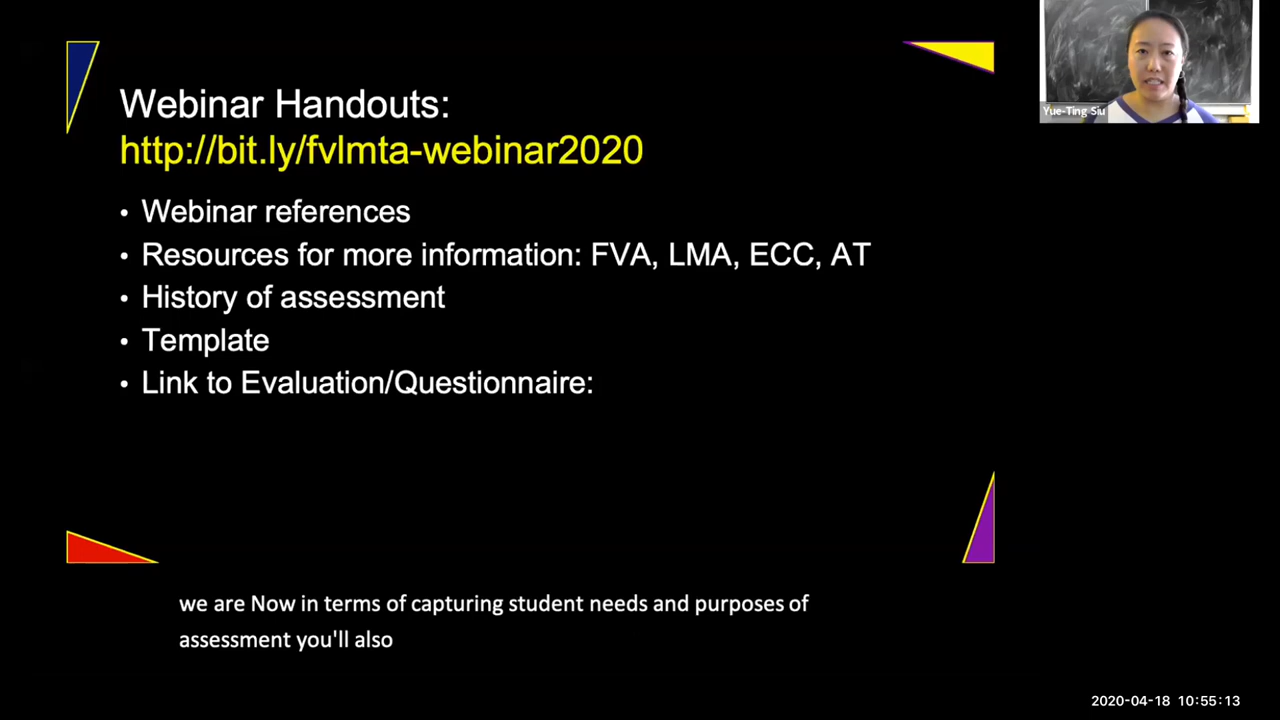 Webinar Handouts:
http://bit.ly/fvlmta-webinar2020
• Webinar references
• Resources for more information: FVA, LMA, ECC, AT
• History of assessment
• Template
• Link to Evaluation/Questionnaire:
Yue-Ting Siu
we are Now in terms of capturing student needs and purposes of
assessment you'll also
2020-04-18 10:55:13